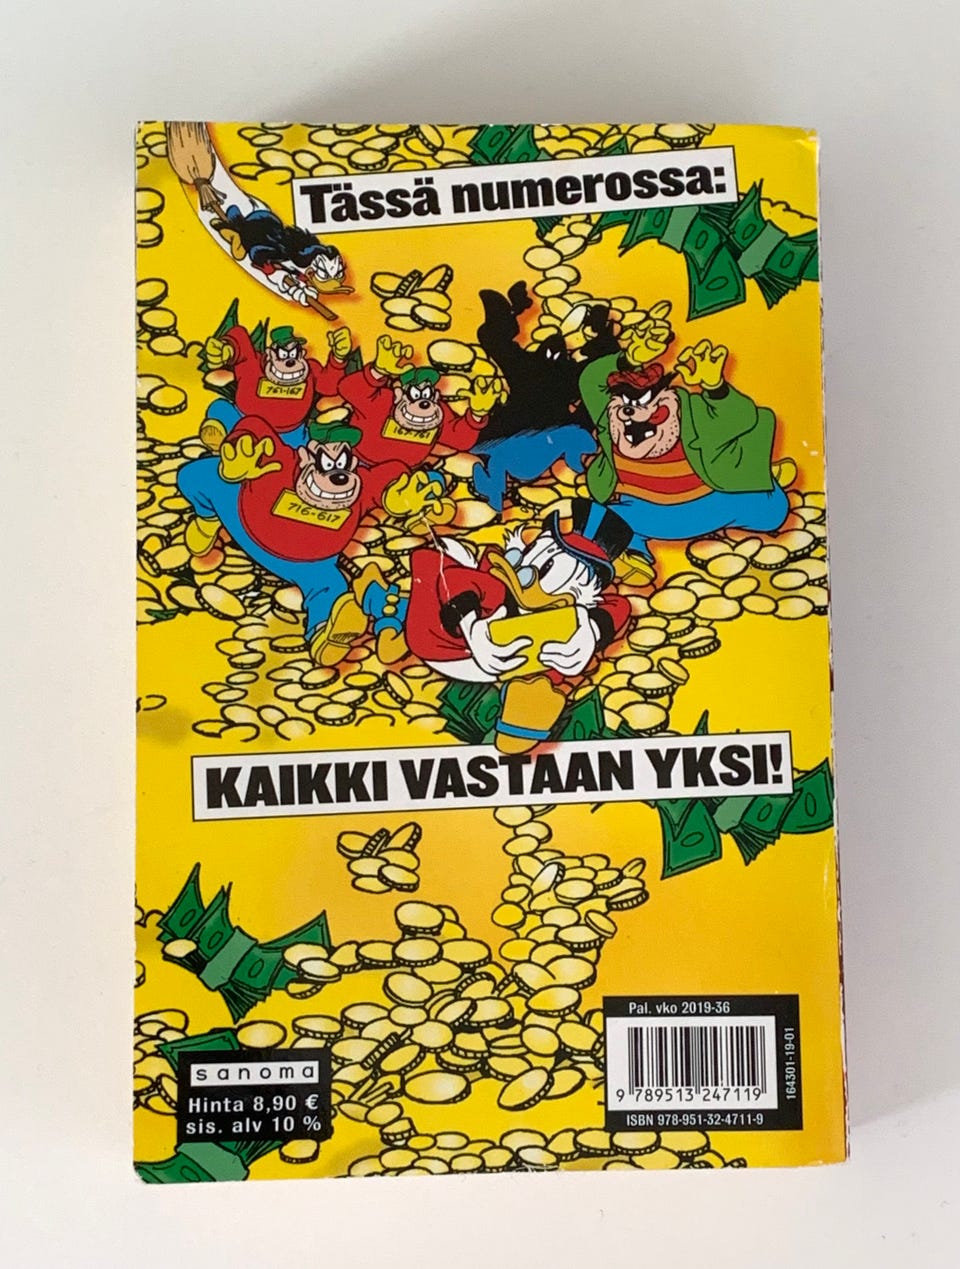 Tässä numerossa:
761-167
167-761
716-617
KAIKKI VASTAAN YKSI!
sanoma
Hinta 8,90 €
sis. alv 10 %
Pal. vko 2019-36
9 789513 247119
ISBN 978-951-32-4711-9
164301-19-01